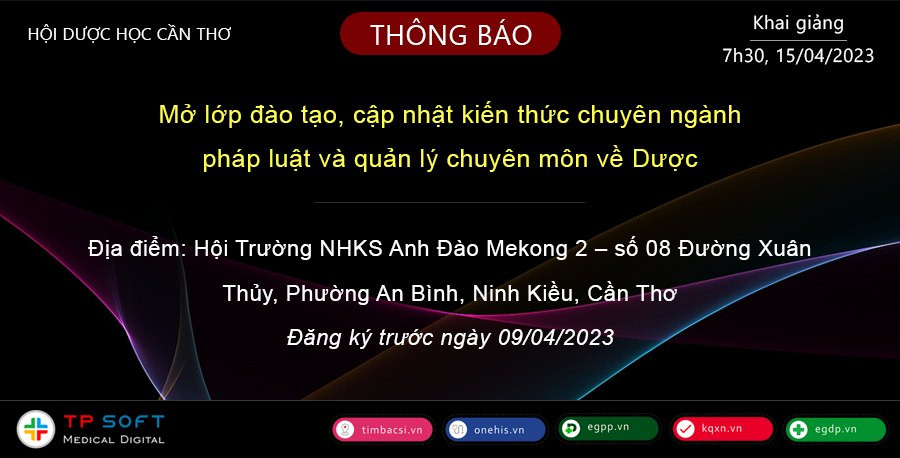 HỘI DƯỢC HỌC CẦN THƠ
THÔNG BÁO
Khai giảng
7h30, 15/04/2023
Mở lớp đào tạo, cập nhật kiến thức chuyên ngành
pháp luật và quản lý chuyên môn về Dược
Địa điểm: Hội Trường NHKS Anh Đào Mekong 2 – số 08 Đường Xuân
Thủy, Phường An Bình, Ninh Kiều, Cần Thơ
Đăng ký trước ngày 09/04/2023
TP SOFT
MEDICAL DIGITAL
timbacsi.vn
onehis.vn
egpp.vn
kqxn.vn
egdp.vn